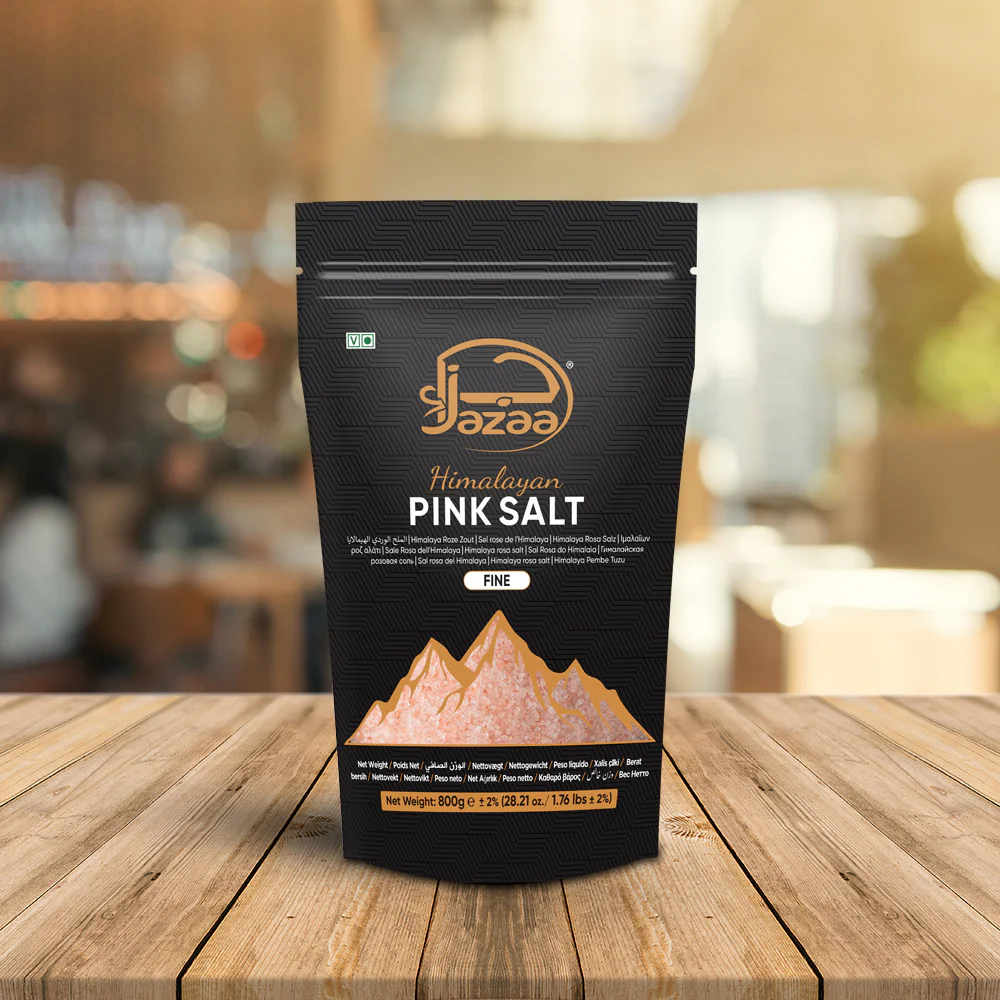 V
Jazaa
®
Himalayan
PINK SALT
الملح الوردي الهيمالايا | Himalaya Roze Zout | Sel rose de l'Himalaya | Himalaya Rosa Salz | Ιμαλαΐων
ροζ αλάτι | Sale Rosa dell'Himalaya | Himalaya rosa salt | Sal Rosa do Himalaia | Гималайская
розовая соль | Sal rosa del Himalaya | Himalaya rosa salt | Himalaya Pembe Tuzu
FINE
Net Weight / Poids Net / الوزن الصافي / Nettovægt / Nettogewicht / Peso líquido / Xalis çəki / Berat
bersih / Nettovekt / Nettovikt / Peso neto / Net Ağırlık / Peso netto / Καθαρό βάρος / وزن خالص / Вес Нетто
Net Weight: 800g e ± 2% (28.21 oz./ 1.76 lbs ± 2%)